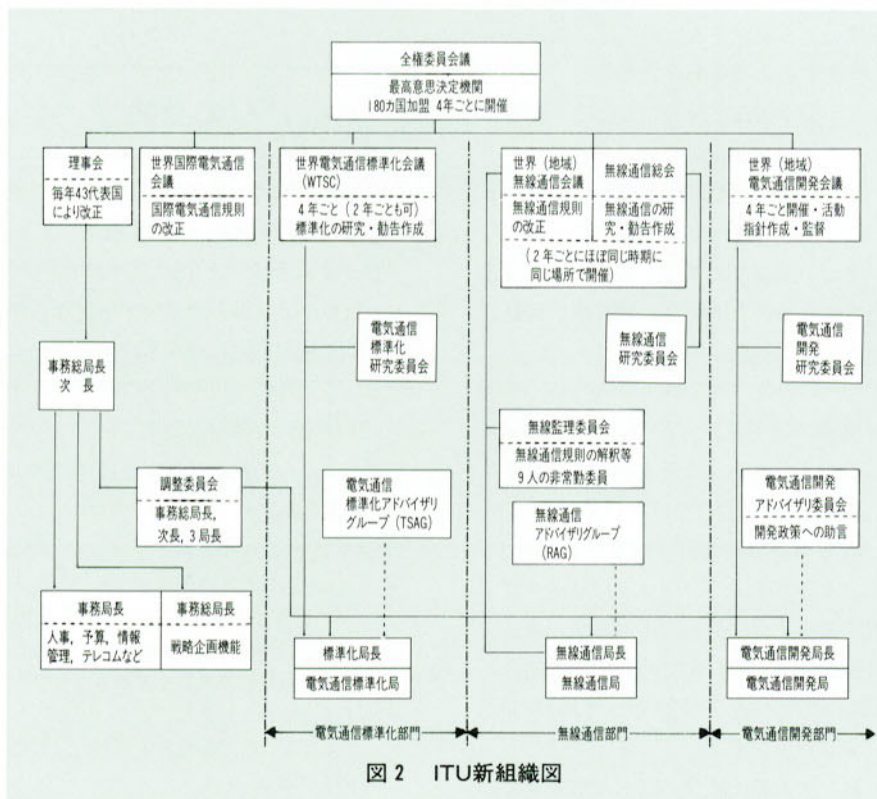 全権委員会議
最高意思決定機関
180カ国加盟 4年ごとに開催
理事会
毎年43代表国
により改正
世界国際電気通信
会議
国際電気通信規則
の改正
世界電気通信標準化会議
(WTSC)
4年ごと(2年ごとも可)
標準化の研究・勧告作成
世界(地域)
無線通信会議
無線通信規則
の改正
無線通信総会
無線通信の研
究・勧告作成
(2年ごとにほぼ同じ時期に
同じ場所で開催)
世界(地域)
電気通信開発会議
4年ごと開催・活動
指針作成・監督
電気通信
標準化
研究委員会
無線通信
研究委員会
電気通信
開発
研究委員会
事務総局長
次 長
無線監理委員会
無線通信規則の解釈等
9人の非常勤委員
調整委員会
事務総局長,
次長, 3局長
電気通信
標準化アドバイザリ
グループ(TSAG)
無線通信
アドバイザリグループ
(RAG)
電気通信開発
アドバイザリ委員会
開発政策への助言
事務局長
人事, 予算, 情報
管理, テレコムなど
事務総局長
戦略企画機能
標準化局長
電気通信標準化局
無線通信局長
無線通信局
電気通信開発局長
電気通信開発局
電気通信標準化部門
無線通信部門
電気通信開発部門
図2 ITU新組織図